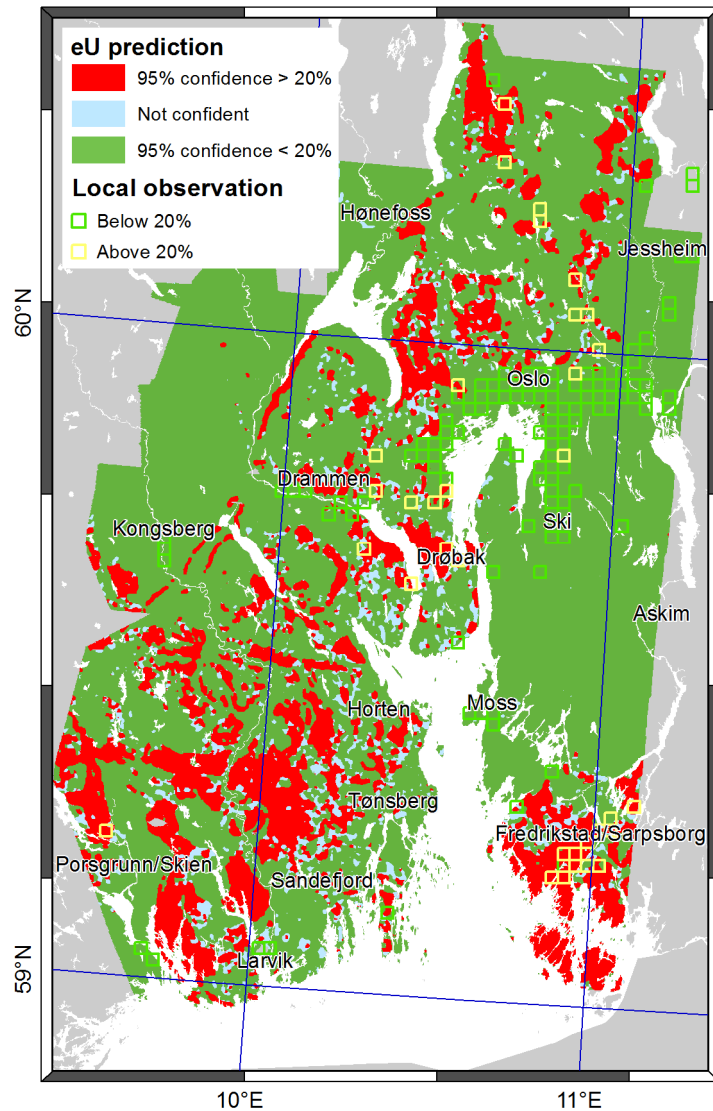 eU prediction
95% confidence > 20%
Not confident
95% confidence < 20%
Local observation
Below 20%
Above 20%
Hønefoss
Jessheim
60°N
Oslo
Drammen
Ski
Kongsberg
Drøbak
Askim
Moss
Horten
Tønsberg
Fredrikstad/Sarpsborg
Porsgrunn/Skien
Sandefjord
Larvik
59°N
10°E
11°E